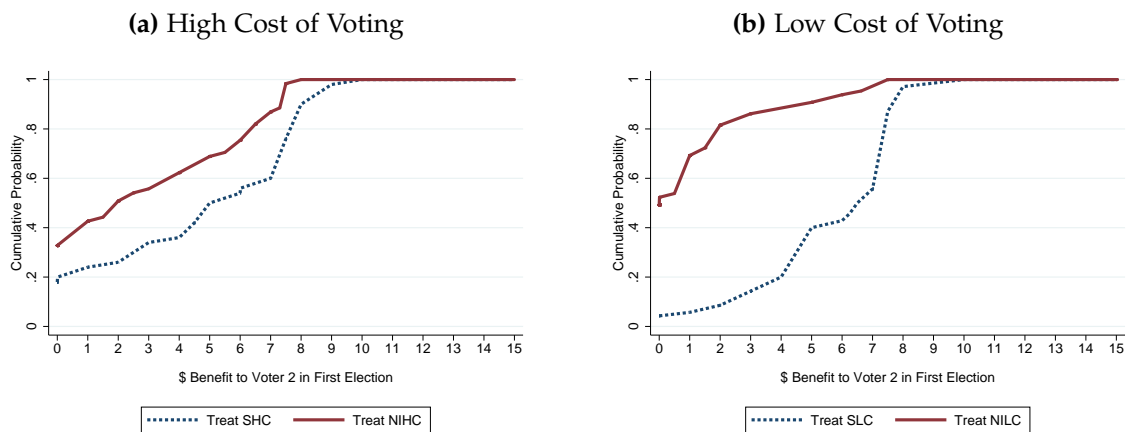 (a) High Cost of Voting
Cumulative Probability
0 .2 .4 .6 .8 1
0 1 2 3 4 5 6 7 8 9 10 11 12 13 14 15
$ Benefit to Voter 2 in First Election
Treat SHC Treat NIHC
(b) Low Cost of Voting
Cumulative Probability
0 .2 .4 .6 .8 1
0 1 2 3 4 5 6 7 8 9 10 11 12 13 14 15
$ Benefit to Voter 2 in First Election
Treat SLC Treat NILC